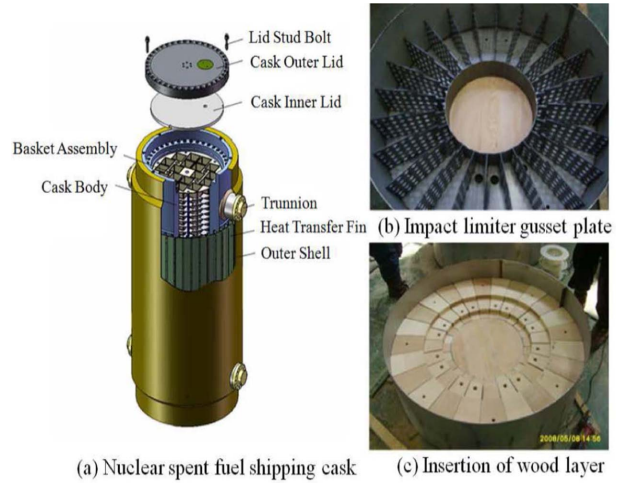 Lid Stud Bolt
Cask Outer Lid
Cask Inner Lid
Basket Assembly
Cask Body
Trunnion
Heat Transfer Fin
Outer Shell
(a) Nuclear spent fuel shipping cask
(b) Impact limiter gusset plate
2008/05/08 14:56
(c) Insertion of wood layer